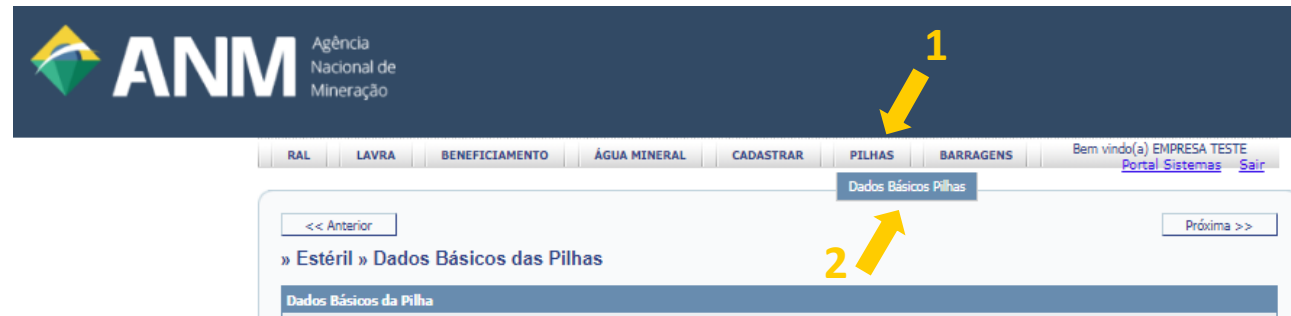 ANM
Agência
Nacional de
Mineração
1
RAL LAVRA BENEFICIAMENTO ÁGUA MINERAL CADASTRAR PILHAS BARRAGENS
Bem vindo(a) EMPRESA TESTE
Portal Sistemas Sair
Dados Básicos Pilhas
<< Anterior
Próxima >>
2
» Estéril » Dados Básicos das Pilhas
Dados Básicos da Pilha